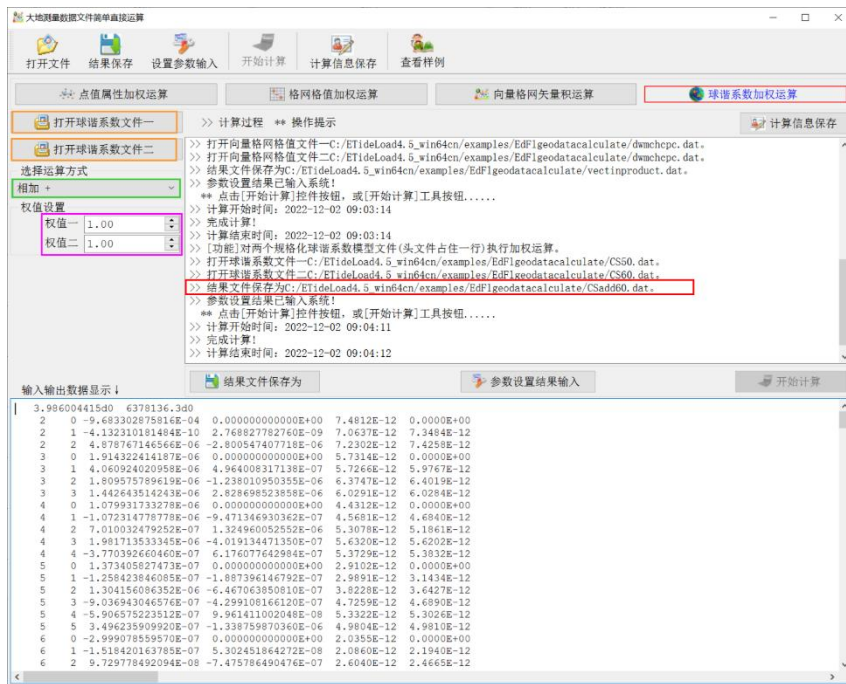 大地测量数据文件简单直接运算
打开文件 结果保存 设置参数输入 开始计算 计算信息保存 查看样例
点值属性加权运算 格网格值加权运算 向量格网矢量积运算 球谐系数加权运算
打开球谐系数文件一 >> 计算过程 ** 操作提示 计算信息保存
打开球谐系数文件二
选择运算方式
相加 +
权值设置
权值一 1.00
权值二 1.00
>> 打开向量格网格值文件一C:/ETideLoad4.5_win64cn/examples/EdFlgeodatacalculate/dwmchcpc.dat。
>> 打开向量格网格值文件二C:/ETideLoad4.5_win64cn/examples/EdFlgeodatacalculate/dwmhcpc.dat。
>> 结果文件保存为C:/ETideLoad4.5_win64cn/examples/EdFlgeodatacalculate/vectinproduct.dat。
>> 参数设置结果已输入系统!
** 点击[开始计算]控件按钮，或[开始计算]工具按钮......
>> 计算开始时间：2022-12-02 09:03:14
>> 完成计算!
>> 计算结束时间：2022-12-02 09:03:14
>> [功能]对两个规格化球谐系数模型文件(头文件占住一行)执行加权运算。
>> 打开球谐系数文件一C:/ETideLoad4.5_win64cn/examples/EdFlgeodatacalculate/CS50.dat。
>> 打开球谐系数文件二C:/ETideLoad4.5_win64cn/examples/EdFlgeodatacalculate/CS60.dat。
>> 结果文件保存为C:/ETideLoad4.5_win64cn/examples/EdFlgeodatacalculate/CSadd60.dat。
>> 参数设置结果已输入系统!
** 点击[开始计算]控件按钮，或[开始计算]工具按钮......
>> 计算开始时间：2022-12-02 09:04:11
>> 完成计算!
>> 计算结束时间：2022-12-02 09:04:12
结果文件保存为 参数设置结果输入 开始计算
输入输出数据显示↓
3.986004415d0 6378136.3d0
2 0 -9.683302875816E-04 0.000000000000E+00 7.4812E-12 0.0000E+00
2 1 -4.132310181484E-10 2.768827782760E-09 7.0637E-12 7.3484E-12
2 2 4.878767146566E-06 -2.800547407718E-06 7.2302E-12 7.4258E-12
3 0 1.914322414187E-06 0.000000000000E+00 5.7314E-12 0.0000E+00
3 1 4.060924020958E-06 4.964008317138E-07 5.7266E-12 5.9767E-12
3 2 1.809575789619E-06 -1.238010950355E-06 6.3747E-12 6.4019E-12
3 3 1.442643514243E-06 2.828698523858E-06 6.0291E-12 6.0284E-12
4 0 1.079931733278E-06 0.000000000000E+00 4.4312E-12 0.0000E+00
4 1 -1.072314778778E-06 -9.471346930362E-07 4.5681E-12 4.6840E-12
4 2 7.010032479252E-07 1.324960052552E-06 5.3078E-12 5.1861E-12
4 3 1.981713533345E-06 -4.019134471350E-07 5.6320E-12 5.6202E-12
4 4 -3.770392660460E-07 6.176077642984E-07 5.3729E-12 5.3832E-12
5 0 1.373405827473E-07 0.000000000000E+00 2.9102E-12 0.0000E+00
5 1 -1.258423846085E-07 -1.887396146792E-07 2.9891E-12 3.1434E-12
5 2 1.304156086352E-06 -6.467063850810E-07 3.8228E-12 3.6427E-12
5 3 -9.036943046576E-07 -4.299108166120E-07 4.7259E-12 4.6890E-12
5 4 -5.906575223512E-07 9.961411002048E-08 5.3322E-12 5.3026E-12
5 5 3.496235909920E-07 -1.338759870360E-06 4.9804E-12 4.9810E-12
6 0 -2.999078559570E-07 0.000000000000E+00 2.0355E-12 0.0000E+00
6 1 -1.518420163785E-07 5.302451864272E-08 2.0860E-12 2.1940E-12
6 2 9.729778492094E-08 -7.475786490476E-07 2.6040E-12 2.4665E-12